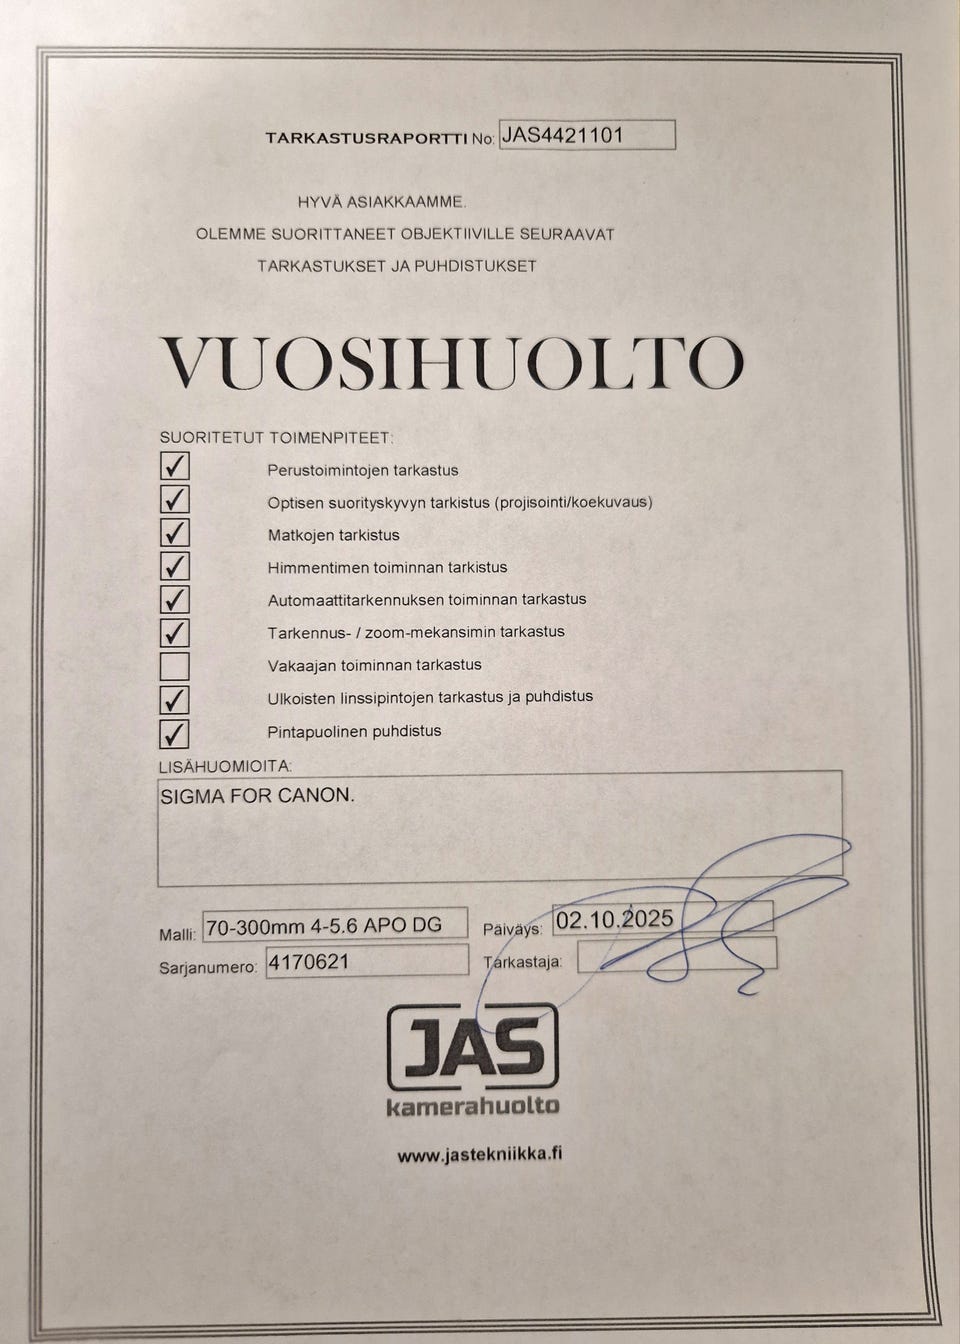 TARKASTUSRAPORTTI No: JAS4421101
HYVÄ ASIAKKAAMME.
OLEMME SUORITTANEET OBJEKTIIVILLE SEURAAVAT
TARKASTUKSET JA PUHDISTUKSET
VUOSIHUOLTO
SUORITETUT TOIMENPITEET:
Perustoimintojen tarkastus
Optisen suorityskyvyn tarkistus (projisointi/koekuvaus)
Matkojen tarkistus
Himmentimen toiminnan tarkistus
Automaattitarkennuksen toiminnan tarkastus
Tarkennus- / zoom-mekansimin tarkastus
Vakaajan toiminnan tarkastus
Ulkoisten linssipintojen tarkastus ja puhdistus
Pintapuolinen puhdistus
LISÄHUOMIOITA:
SIGMA FOR CANON.
Malli: 70-300mm 4-5.6 APO DG Päiväys: 02.10.2025
Sarjanumero: 4170621 Tarkastaja:
JAS
kamerahuolto
www.jastekniikka.fi